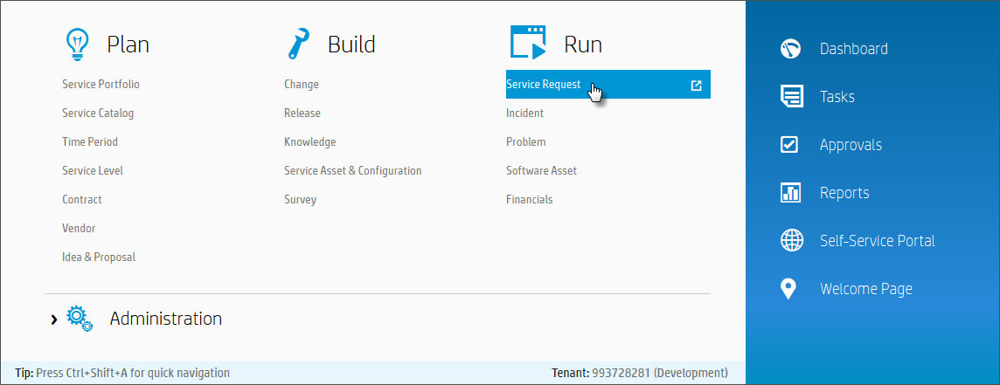 Plan
Service Portfolio
Service Catalog
Time Period
Service Level
Contract
Vendor
Idea & Proposal
Build
Change
Release
Knowledge
Service Asset & Configuration
Survey
Run
Service Request
Incident
Problem
Software Asset
Financials
Administration
Tip: Press Ctrl+Shift+A for quick navigation
Tenant: 993728281 (Development)
Dashboard
Tasks
Approvals
Reports
Self-Service Portal
Welcome Page